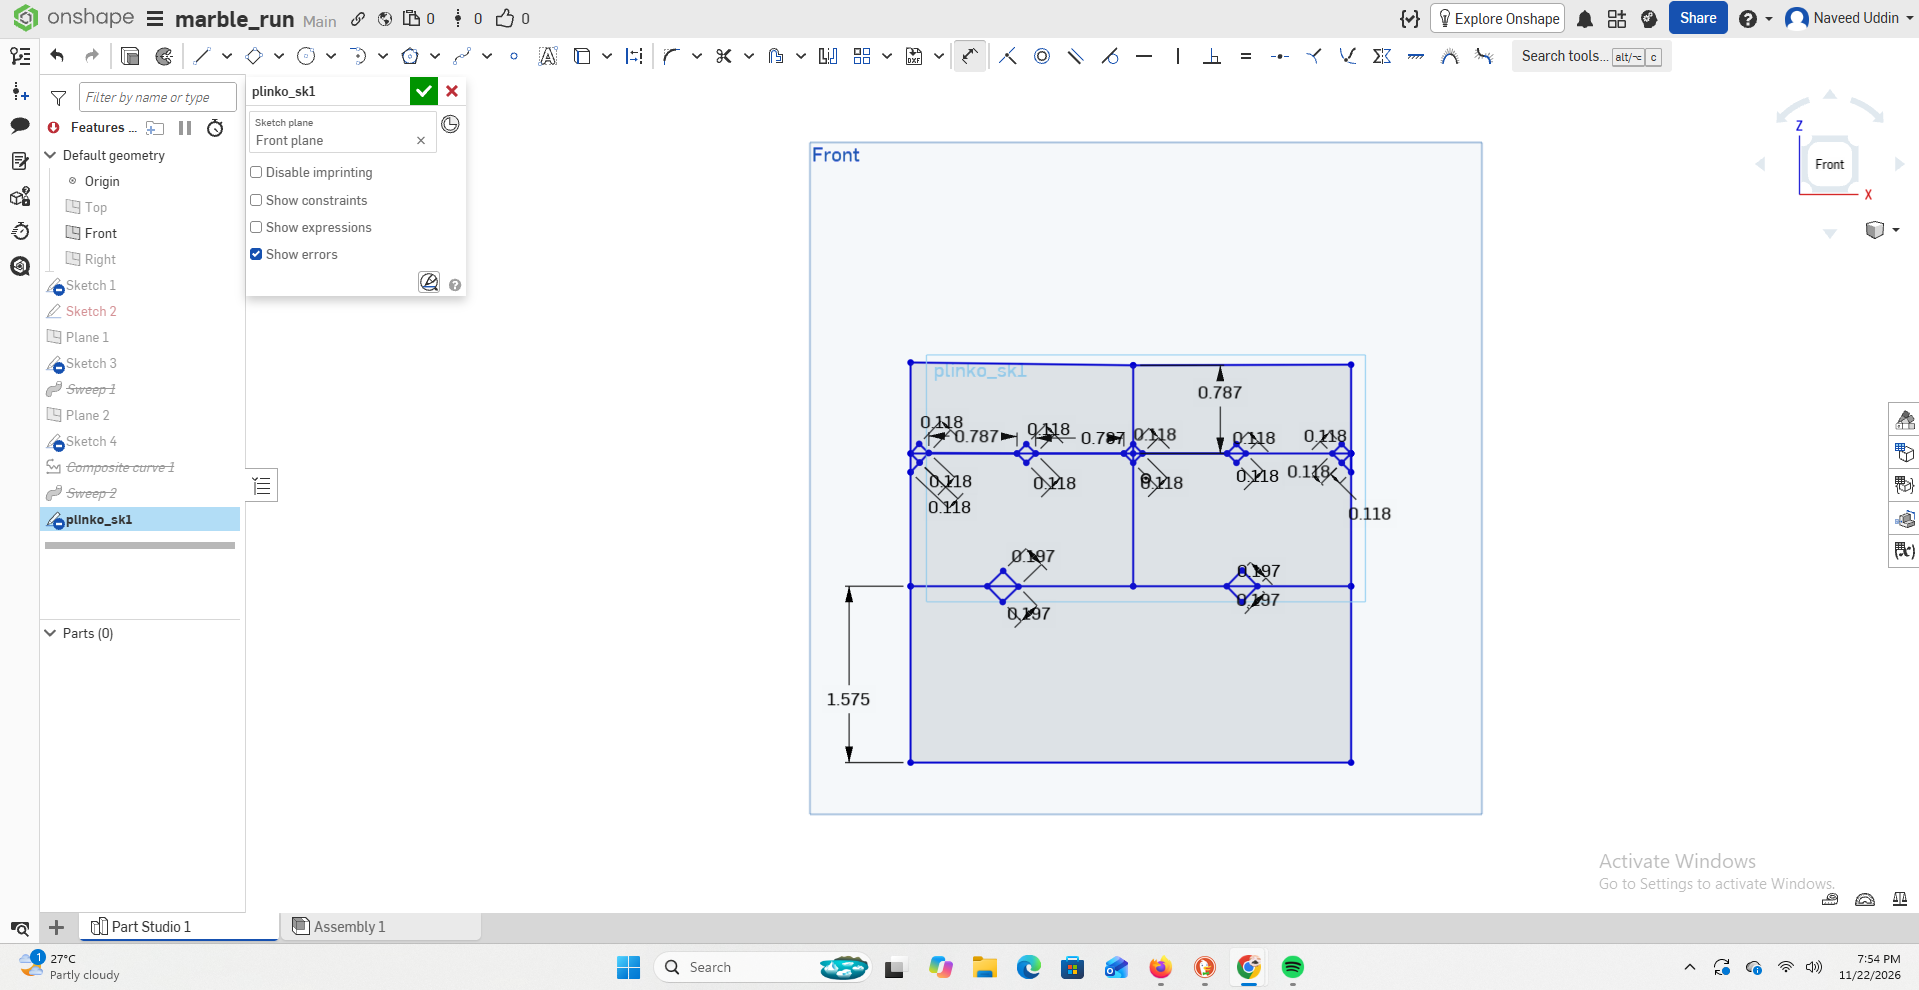 onshape
marble_run Main 0 0 0
Explore Onshape
Share
Naveed Uddin
DXF
Search tools... alt/⌥ c
Filter by name or type
Features ...
Default geometry
Origin
Top
Front
Right
Sketch 1
Sketch 2
Plane 1
Sketch 3
Sweep 1
Plane 2
Sketch 4
Composite curve 1
Sweep 2
plinko_sk1
Parts (0)
plinko_sk1
Sketch plane
Front plane
Disable imprinting
Show constraints
Show expressions
Show errors
Front
plinko_sk1
0.787
0.118
0.787
0.118
0.787
0.118
0.118
0.118
0.118
0.118
0.118
0.118
0.118
0.118
0.118
0.118
0.197
0.197
0.197
0.197
1.575
Z
Front
X
Activate Windows
Go to Settings to activate Windows.
Part Studio 1
Assembly 1
1
27°C
Partly cloudy
Search
7:54 PM
11/22/2026